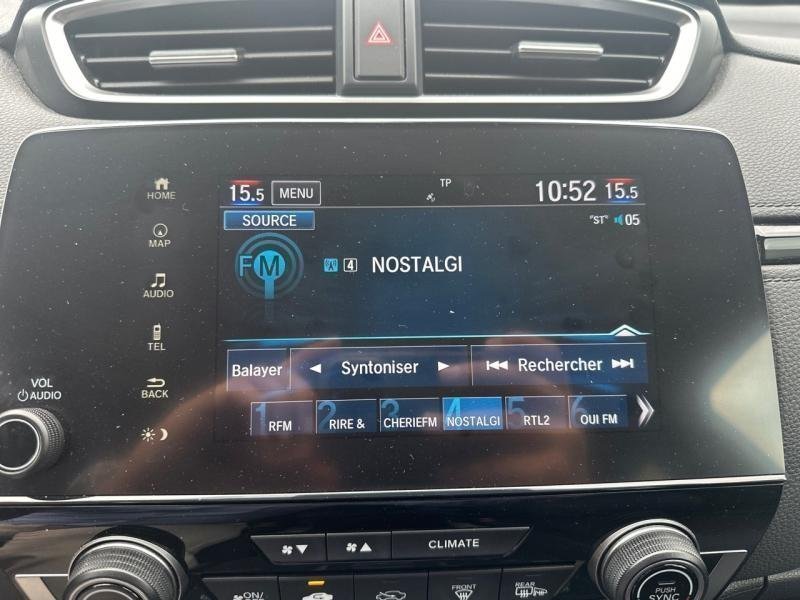 HOME
MAP
AUDIO
TEL
BACK
VOL
AUDIO
15.5 MENU TP 10:52 15.5
SOURCE "ST" 05
FM 4 NOSTALGI
Balayer Syntoniser Rechercher
1 RFM 2 RIRE & 3 CHERIEFM 4 NOSTALGI 5 RTL2 6 OUI FM
CLIMATE
ON/
FRONT REAR
PUSH
SYNC